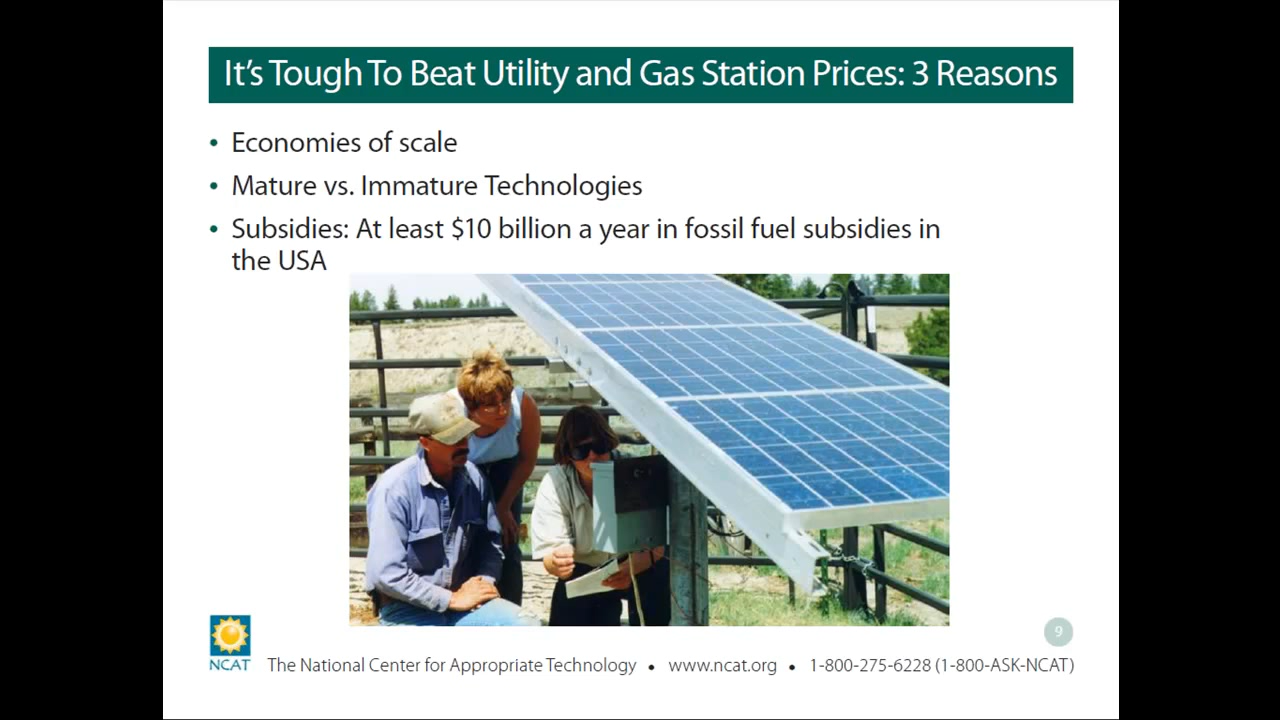 It's Tough To Beat Utility and Gas Station Prices: 3 Reasons
• Economies of scale
• Mature vs. Immature Technologies
• Subsidies: At least $10 billion a year in fossil fuel subsidies in
the USA
9
NCAT
The National Center for Appropriate Technology • www.ncat.org • 1-800-275-6228 (1-800-ASK-NCAT)